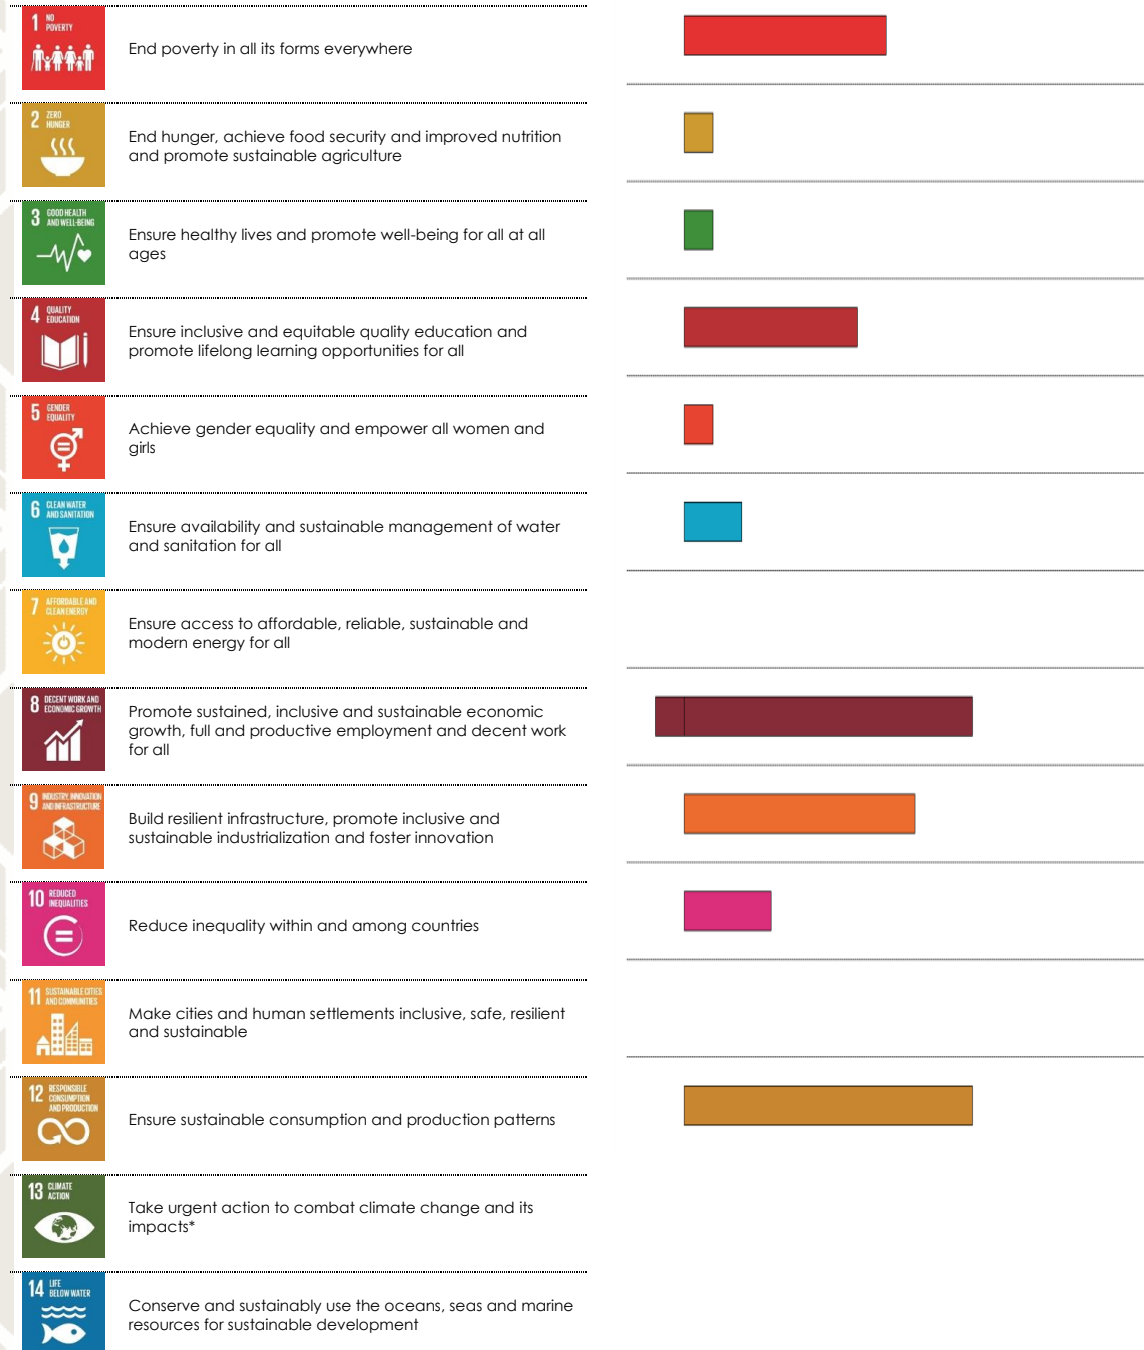 1 NO
POVERTY
End poverty in all its forms everywhere
2 ZERO
HUNGER
End hunger, achieve food security and improved nutrition
and promote sustainable agriculture
3 GOOD HEALTH
AND WELL-BEING
Ensure healthy lives and promote well-being for all at all
ages
4 QUALITY
EDUCATION
Ensure inclusive and equitable quality education and
promote lifelong learning opportunities for all
5 GENDER
EQUALITY
Achieve gender equality and empower all women and
girls
6 CLEAN WATER
AND SANITATION
Ensure availability and sustainable management of water
and sanitation for all
7 AFFORDABLE AND
CLEAN ENERGY
Ensure access to affordable, reliable, sustainable and
modern energy for all
8 DECENT WORK AND
ECONOMIC GROWTH
Promote sustained, inclusive and sustainable economic
growth, full and productive employment and decent work
for all
9 INDUSTRY, INNOVATION
AND INFRASTRUCTURE
Build resilient infrastructure, promote inclusive and
sustainable industrialization and foster innovation
10 REDUCED
INEQUALITIES
Reduce inequality within and among countries
11 SUSTAINABLE CITIES
AND COMMUNITIES
Make cities and human settlements inclusive, safe, resilient
and sustainable
12 RESPONSIBLE
CONSUMPTION
AND PRODUCTION
Ensure sustainable consumption and production patterns
13 CLIMATE
ACTION
Take urgent action to combat climate change and its
impacts*
14 LIFE
BELOW WATER
Conserve and sustainably use the oceans, seas and marine
resources for sustainable development